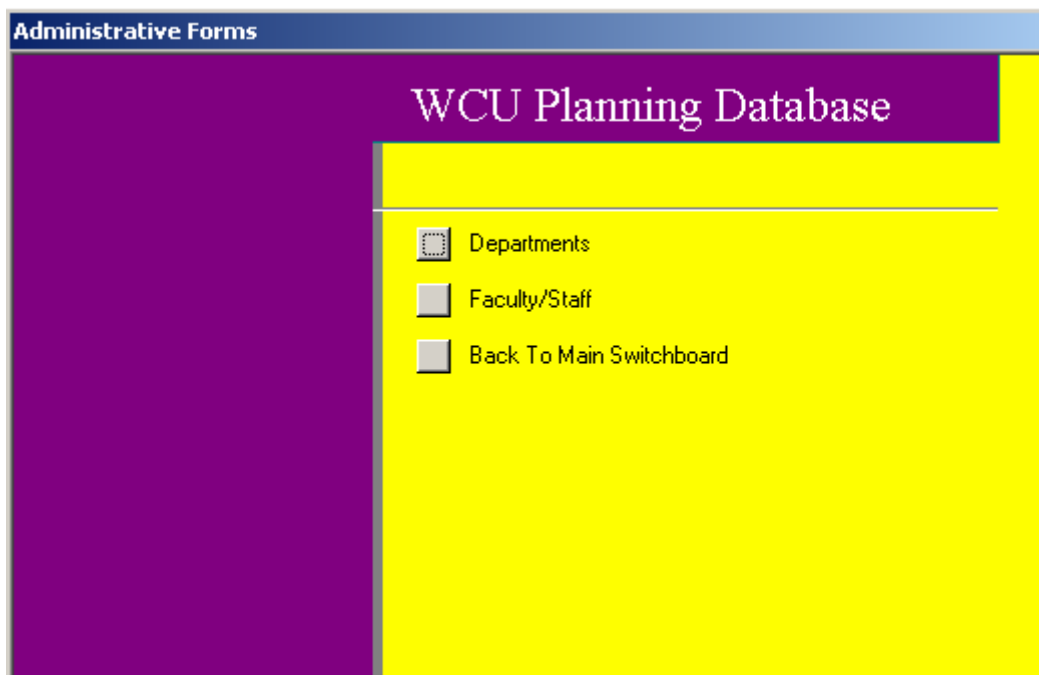 Administrative Forms
WCU Planning Database
Departments
Faculty/Staff
Back To Main Switchboard